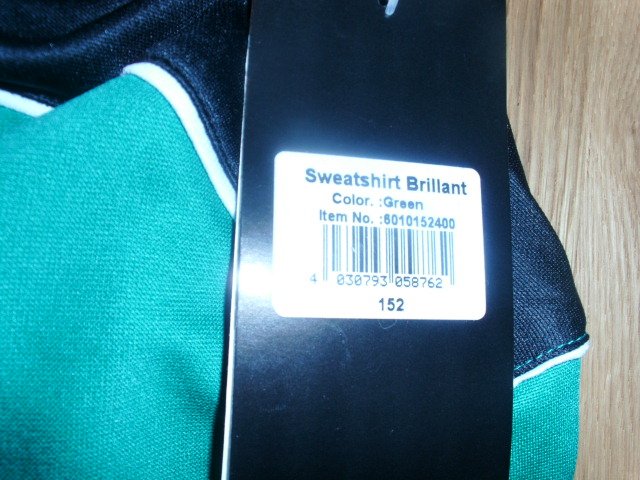 Sweatshirt Brillant
Color. :Green
Item No. :6010152400
4 030793 058762
152